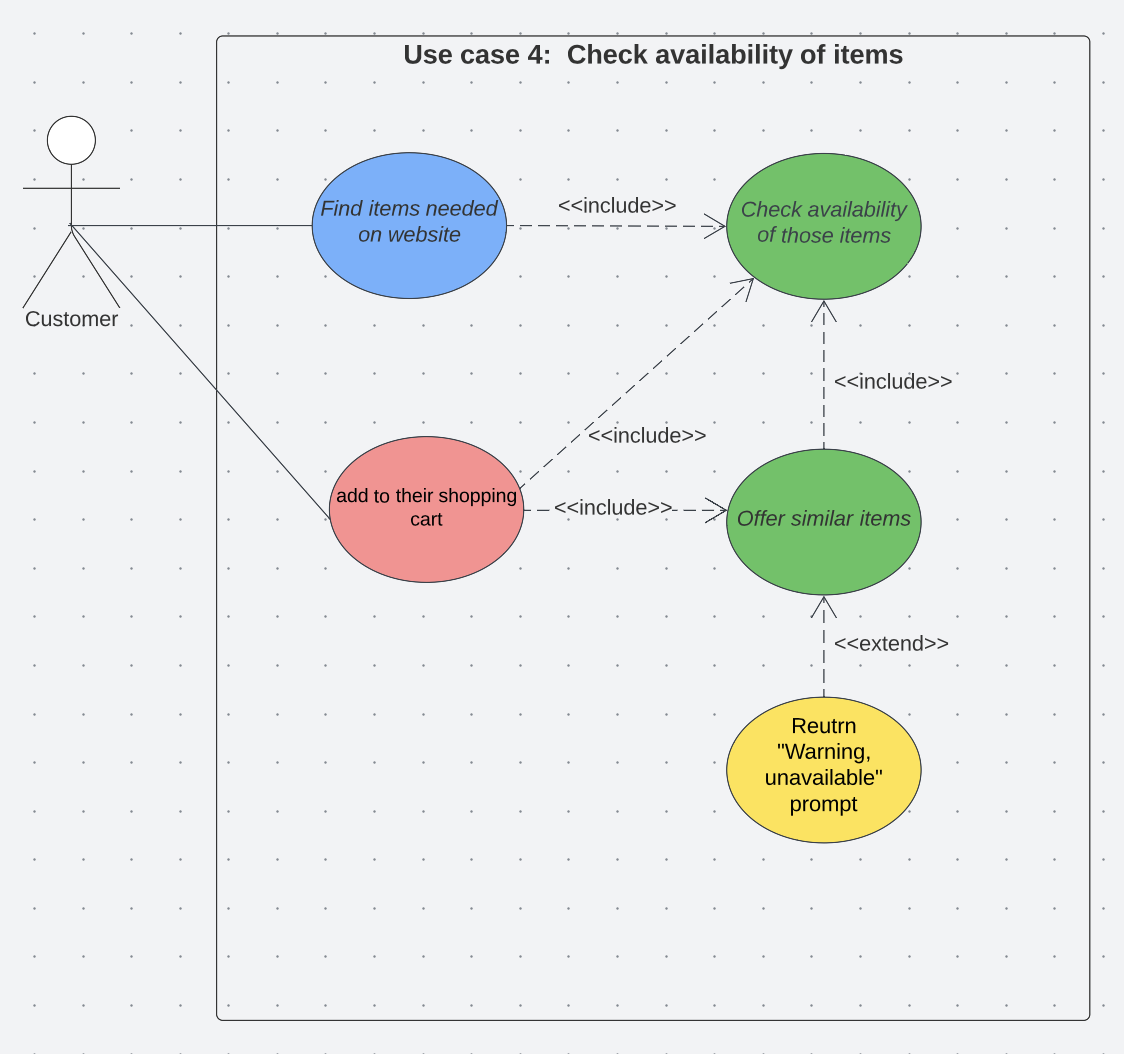 Use case 4:  Check availability of items
Customer
Find items needed
on website
<<include>>
Check availability
of those items
<<include>>
<<include>>
add to their shopping
cart
<<include>>
Offer similar items
<<extend>>
Reutrn
"Warning,
unavailable"
prompt